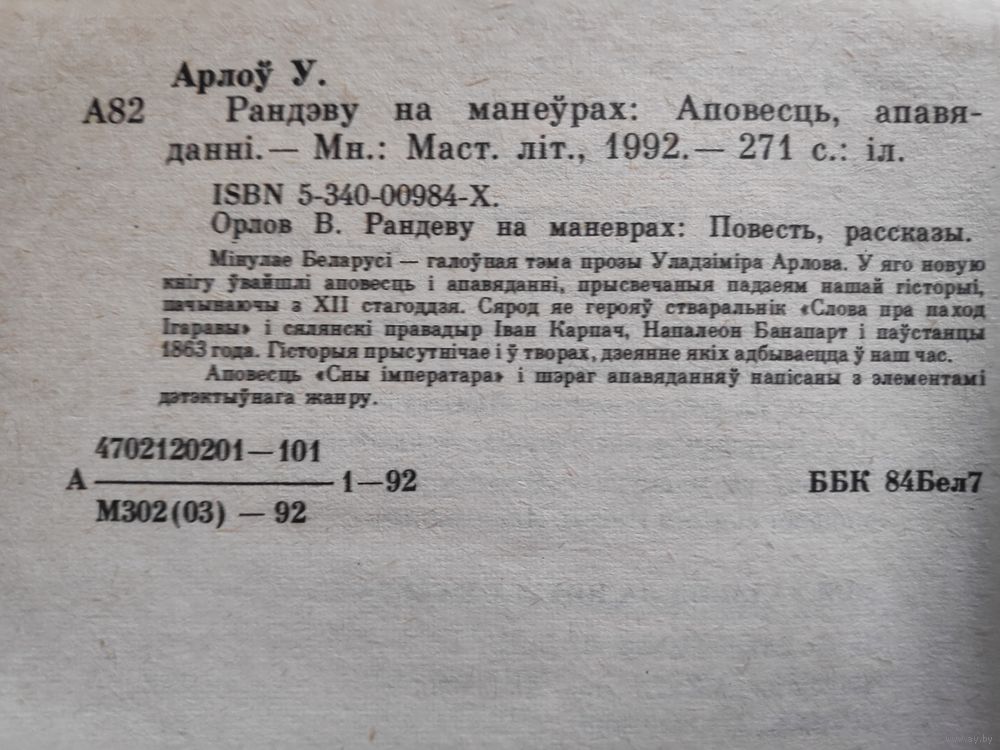 Арлоў У.
А82 Рандэву на манеўрах: Аповесць, апавя-
данні.— Мн.: Маст. літ., 1992.— 271 с.: іл.
ISBN 5-340-00984-X.
Орлов В. Рандеву на маневрах: Повесть, рассказы.
Мінулае Беларусі — галоўная тэма прозы Уладзіміра Арлова. У яго новую
кнігу ўвайшлі аповесць і апавяданні, прысвечаныя падзеям нашай гісторыі,
пачынаючы з XII стагоддзя. Сярод яе герояў стваральнік «Слова пра паход
Ігаравы» і сялянскі правадыр Іван Карпач, Напалеон Банапарт і паўстанцы
1863 года. Гісторыя прысутнічае і ў творах, дзеянне якіх адбываецца ў наш час.
Аповесць «Сны імператара» і шэраг апавяданняў напісаны з элементамі
дэтэктыўнага жанру.
4702120201—101
А 1—92
М302(03) — 92
ББК 84Бел7
www.ay.by